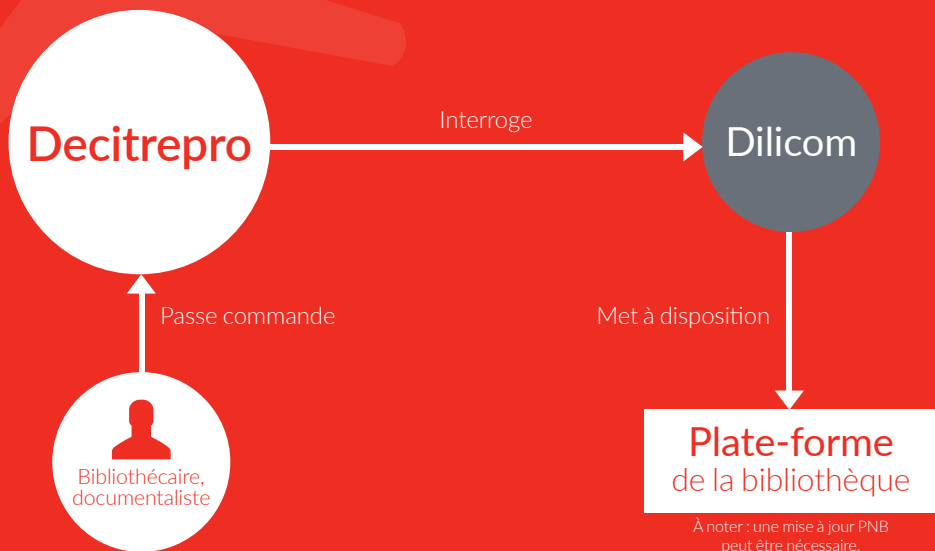 Decitrepro
Interroge
Dilicom
Passe commande
Met à disposition
Bibliothécaire,
documentaliste
Plate-forme
de la bibliothèque
À noter : une mise à jour PNB
peut être nécessaire.